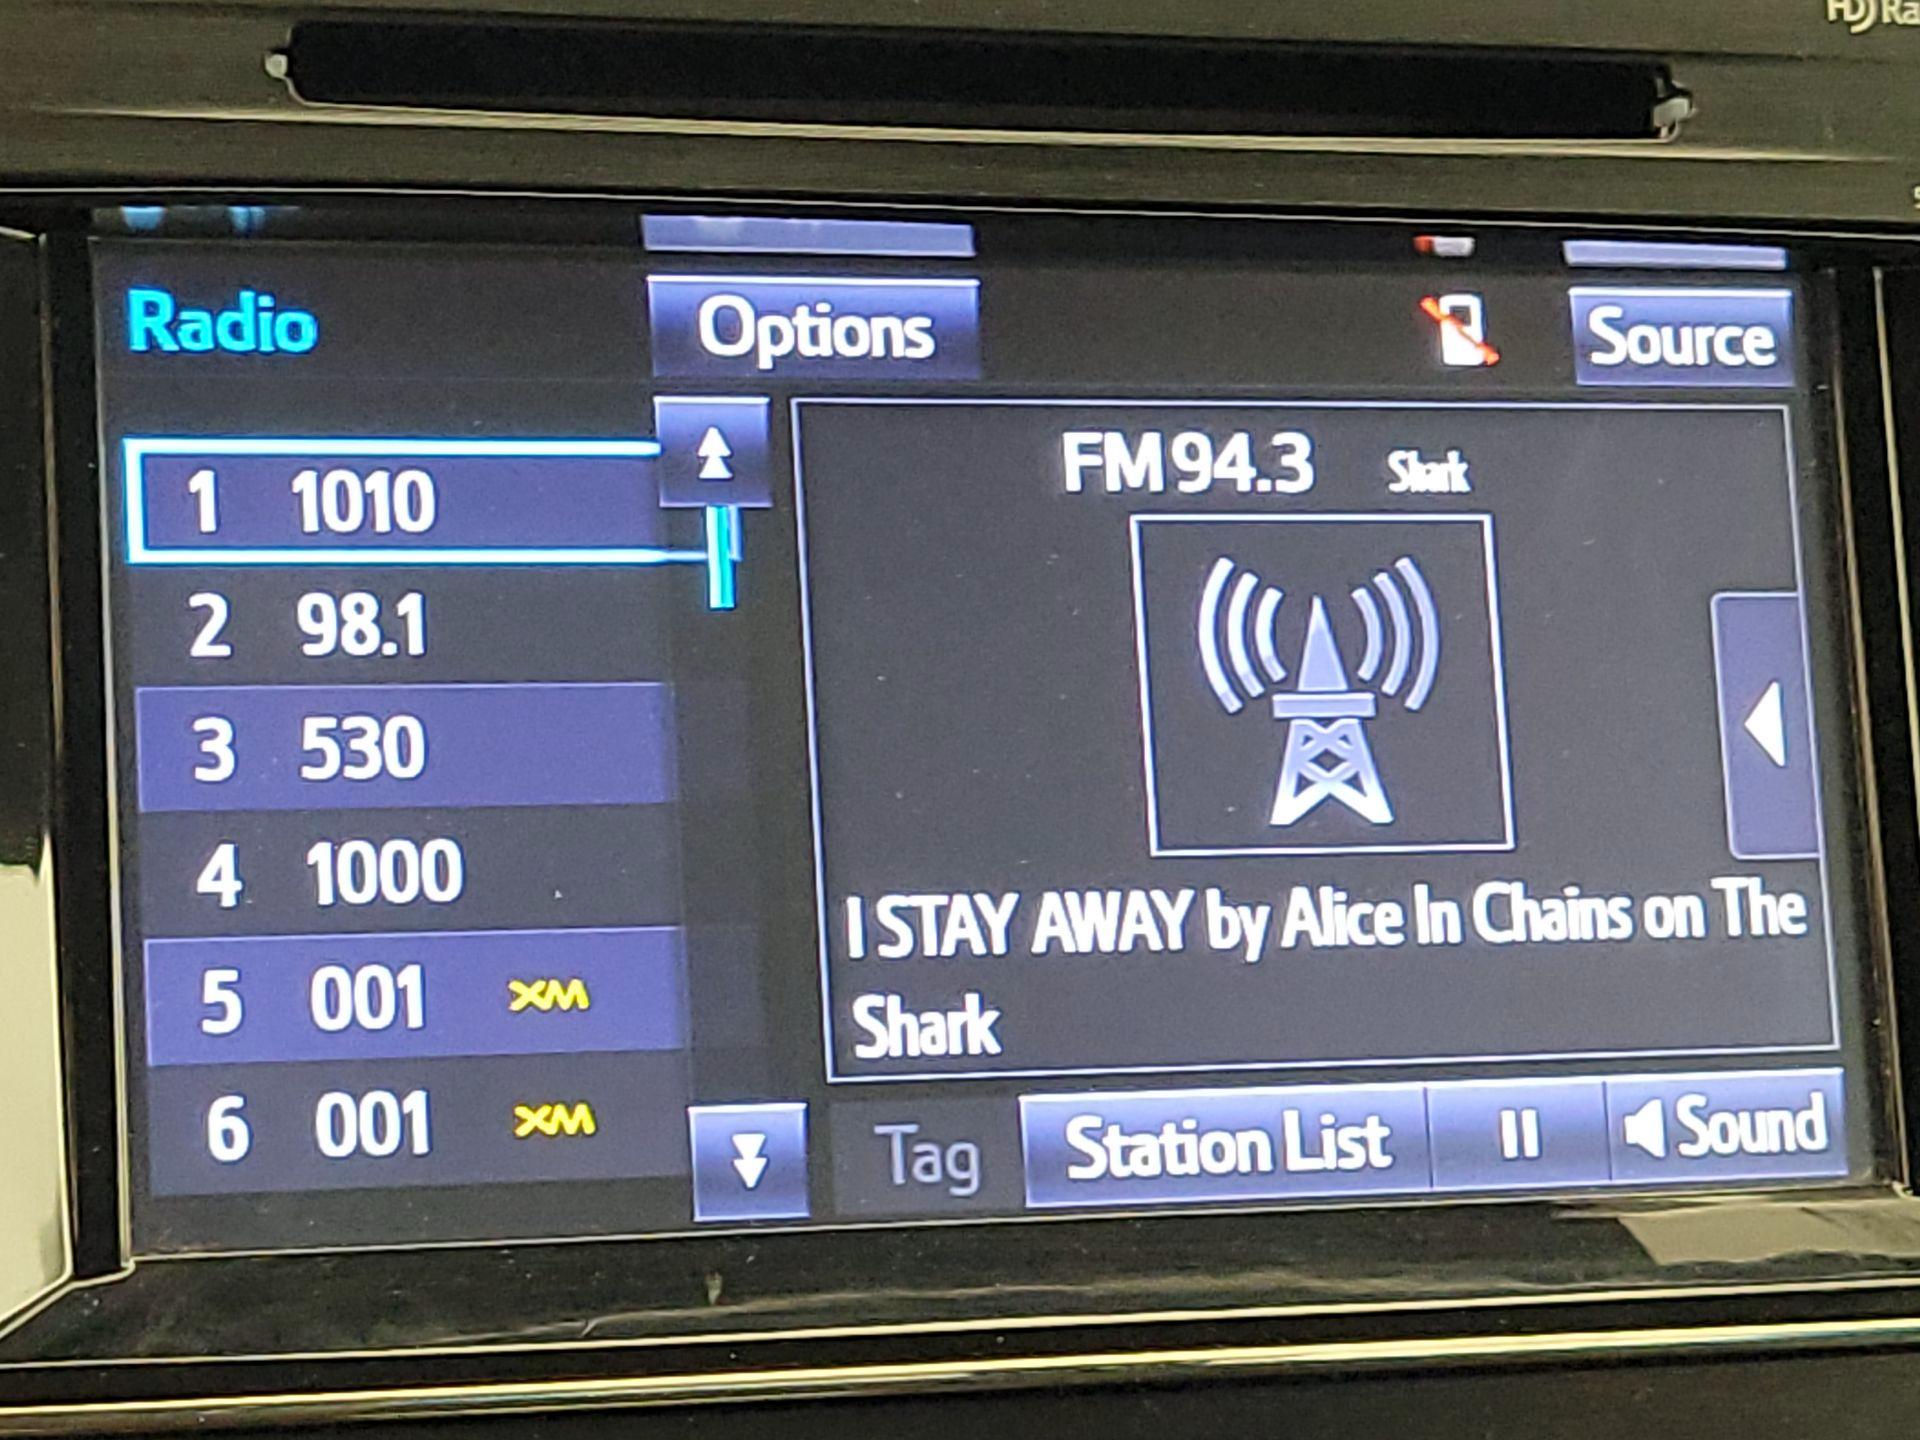 Radio
Options
Source
1 1010
2 98.1
3 530
4 1000
5 001 XM
6 001 XM
FM 94.3 Shark
I STAY AWAY by Alice In Chains on The
Shark
Tag
Station List
Sound